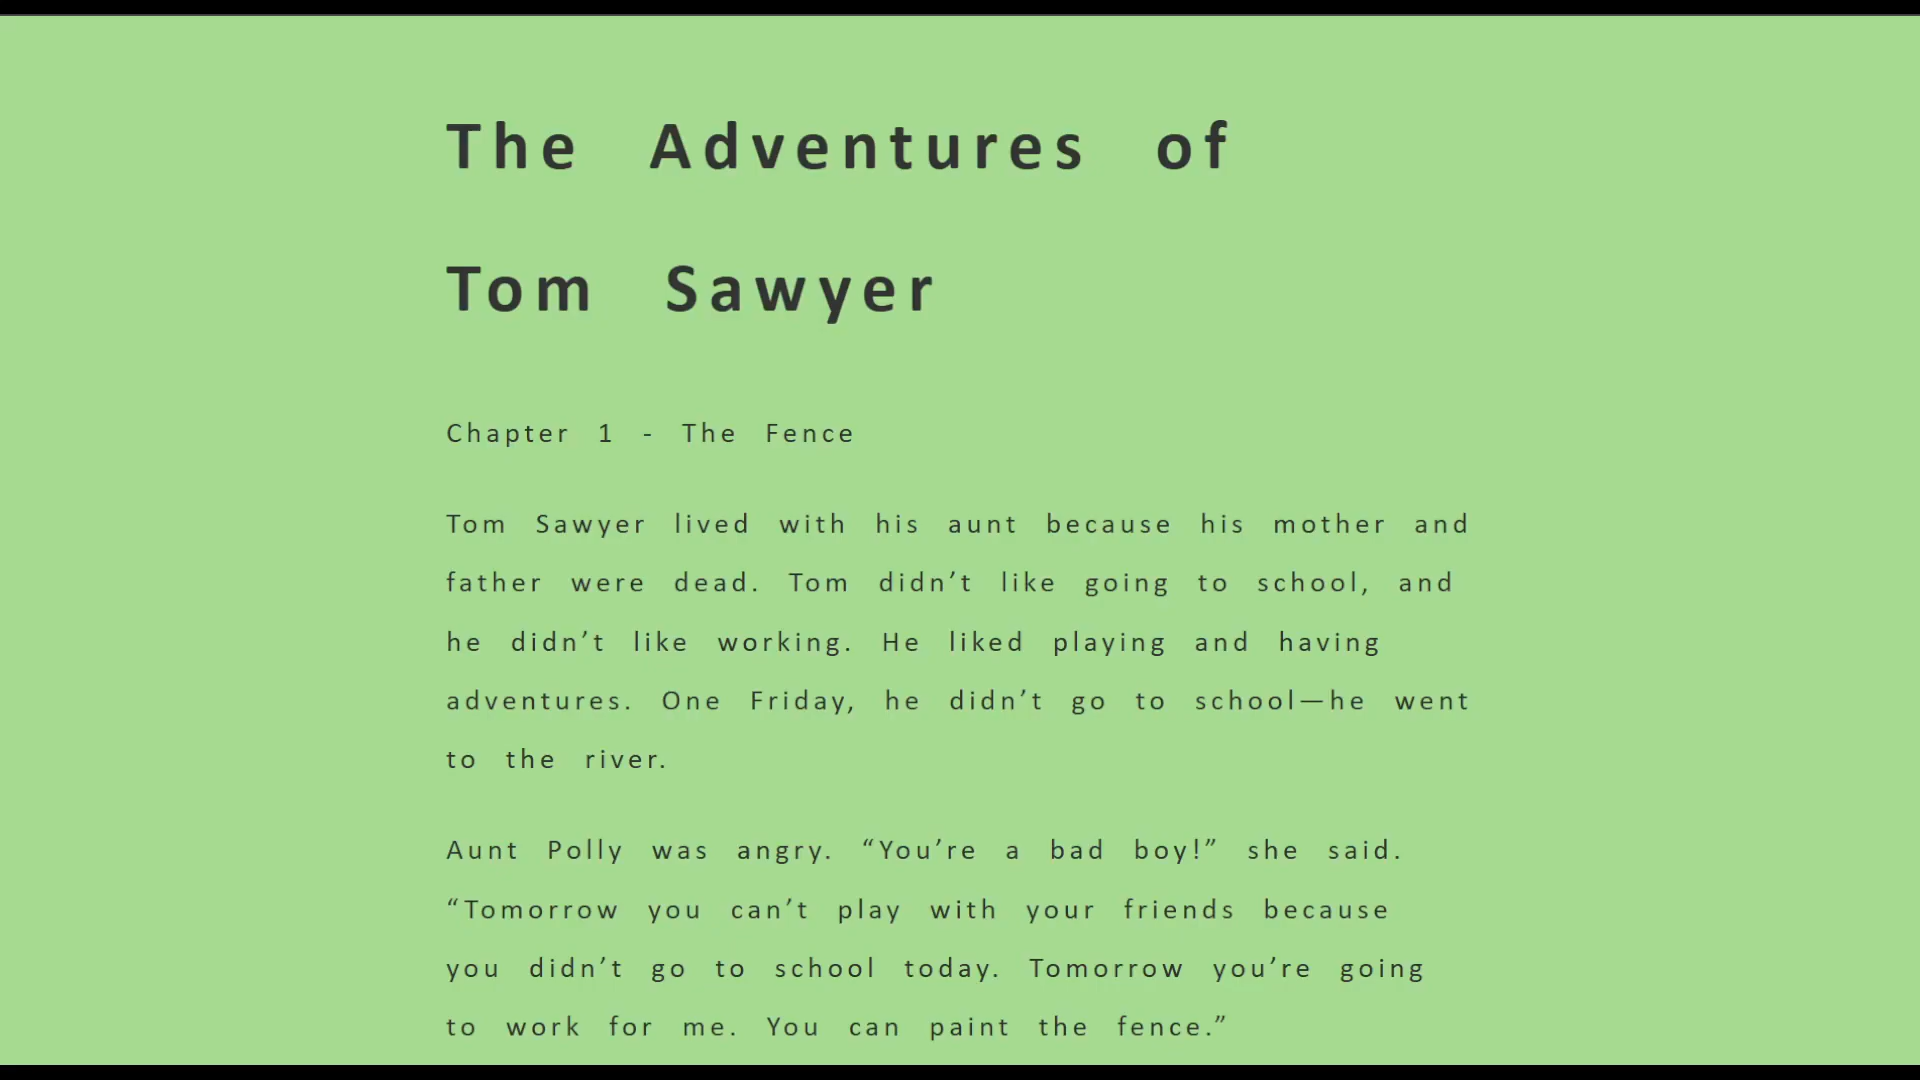 The Adventures of
Tom Sawyer
Chapter 1 - The Fence
Tom Sawyer lived with his aunt because his mother and
father were dead. Tom didn’t like going to school, and
he didn’t like working. He liked playing and having
adventures. One Friday, he didn’t go to school—he went
to the river.
Aunt Polly was angry. “You’re a bad boy!” she said.
“Tomorrow you can’t play with your friends because
you didn’t go to school today. Tomorrow you’re going
to work for me. You can paint the fence.”